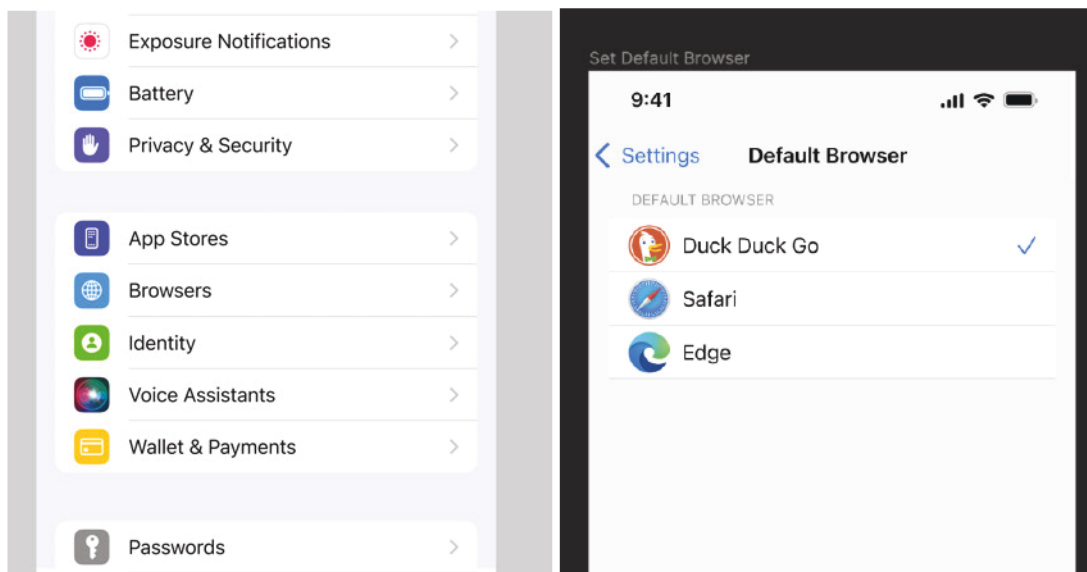 Exposure Notifications
Battery
Privacy & Security
App Stores
Browsers
Identity
Voice Assistants
Wallet & Payments
Passwords
Set Default Browser
9:41
Settings Default Browser
DEFAULT BROWSER
Duck Duck Go
Safari
Edge